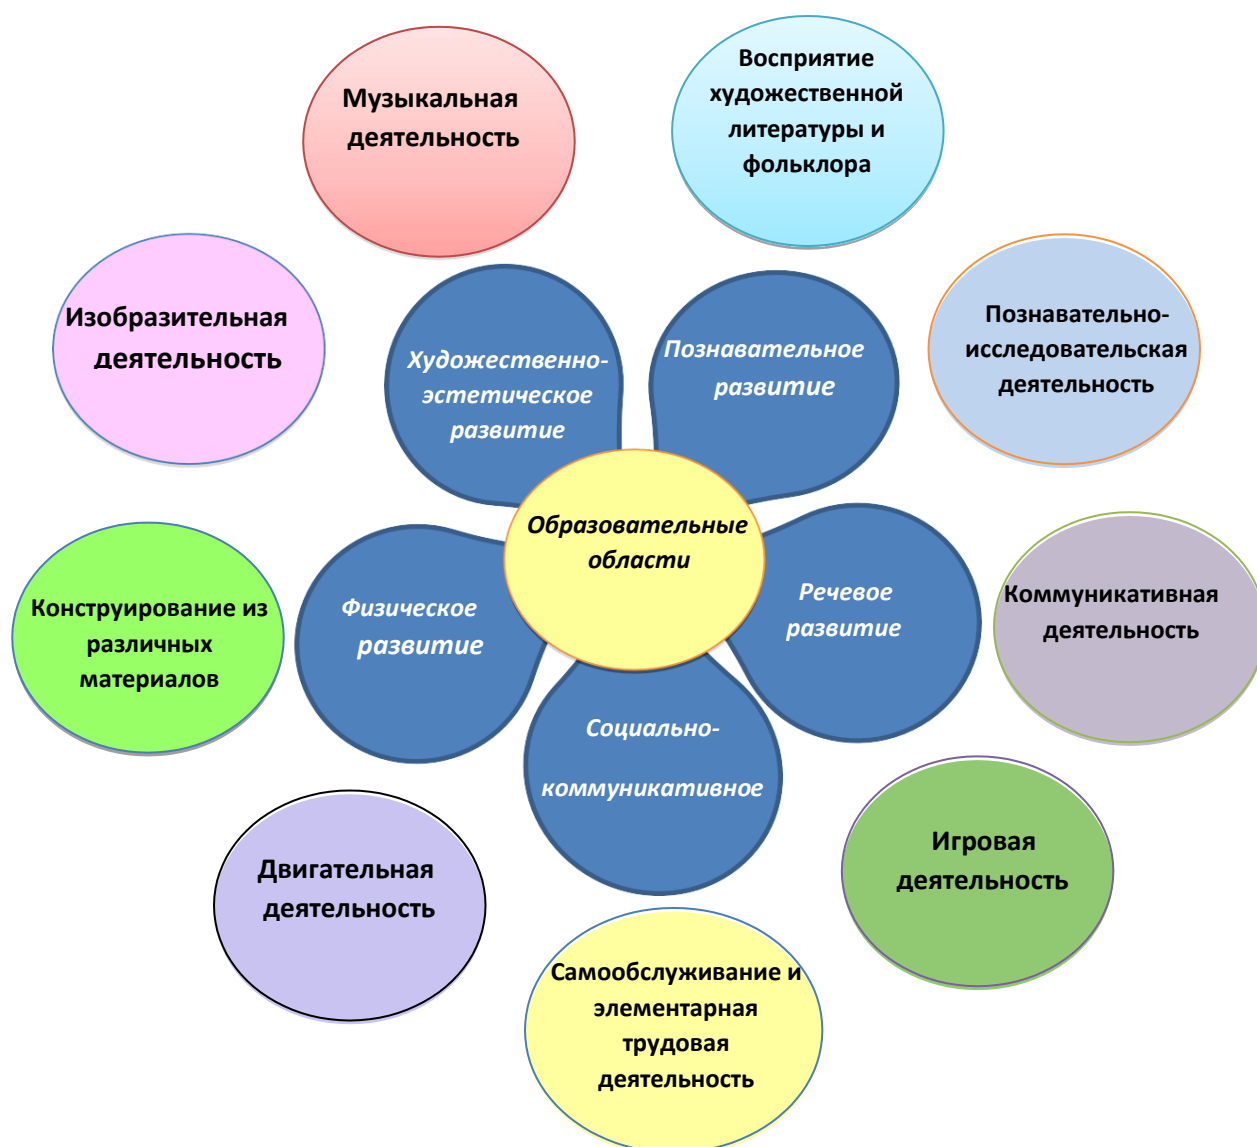 Музыкальная
деятельность
Восприятие
художественной
литературы и
фольклора
Изобразительная
деятельность
Познавательно-
исследовательская
деятельность
Художественно-
эстетическое
развитие
Познавательное
развитие
Образовательные
области
Конструирование из
различных
материалов
Физическое
развитие
Речевое
развитие
Коммуникативная
деятельность
Социально-
коммуникативное
Двигательная
деятельность
Игровая
деятельность
Самообслуживание и
элементарная
трудовая
деятельность